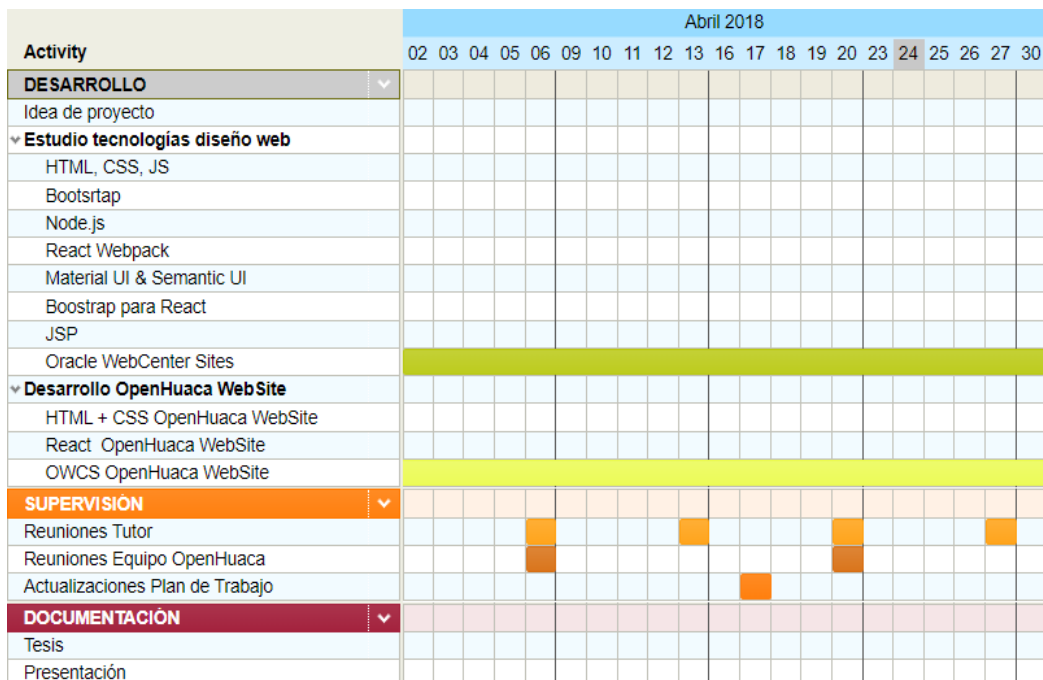 Abril 2018
Activity 02 03 04 05 06 09 10 11 12 13 16 17 18 19 20 23 24 25 26 27 30
DESARROLLO
Idea de proyecto
Estudio tecnologías diseño web
HTML, CSS, JS
Bootsrtap
Node.js
React Webpack
Material UI & Semantic UI
Boostrap para React
JSP
Oracle WebCenter Sites
Desarrollo OpenHuaca WebSite
HTML + CSS OpenHuaca WebSite
React OpenHuaca WebSite
OWCS OpenHuaca WebSite
SUPERVISIÓN
Reuniones Tutor
Reuniones Equipo OpenHuaca
Actualizaciones Plan de Trabajo
DOCUMENTACIÓN
Tesis
Presentación